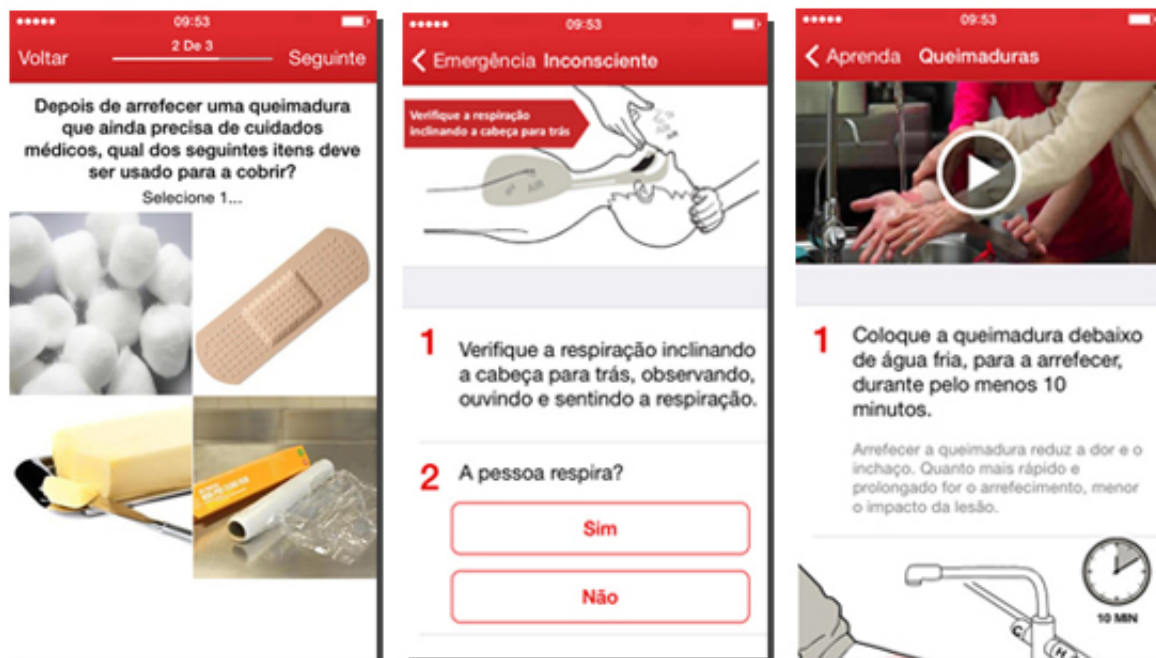 09:53
Voltar
2 De 3
Seguinte
Depois de arrefecer uma queimadura
que ainda precisa de cuidados
médicos, qual dos seguintes itens deve
ser usado para a cobrir?
Selecione 1...
09:53
Emergência Inconsciente
Verifique a respiração
inclinando a cabeça para trás
AIR
AIR
1
Verifique a respiração inclinando
a cabeça para trás, observando,
ouvindo e sentindo a respiração.
2
A pessoa respira?
Sim
Não
09:53
Aprenda Queimaduras
1
Coloque a queimadura debaixo
de água fria, para a arrefecer,
durante pelo menos 10
minutos.
Arrefecer a queimadura reduz a dor e o
inchaço. Quanto mais rápido e
prolongado for o arrefecimento, menor
o impacto da lesão.
10 MIN
C
H